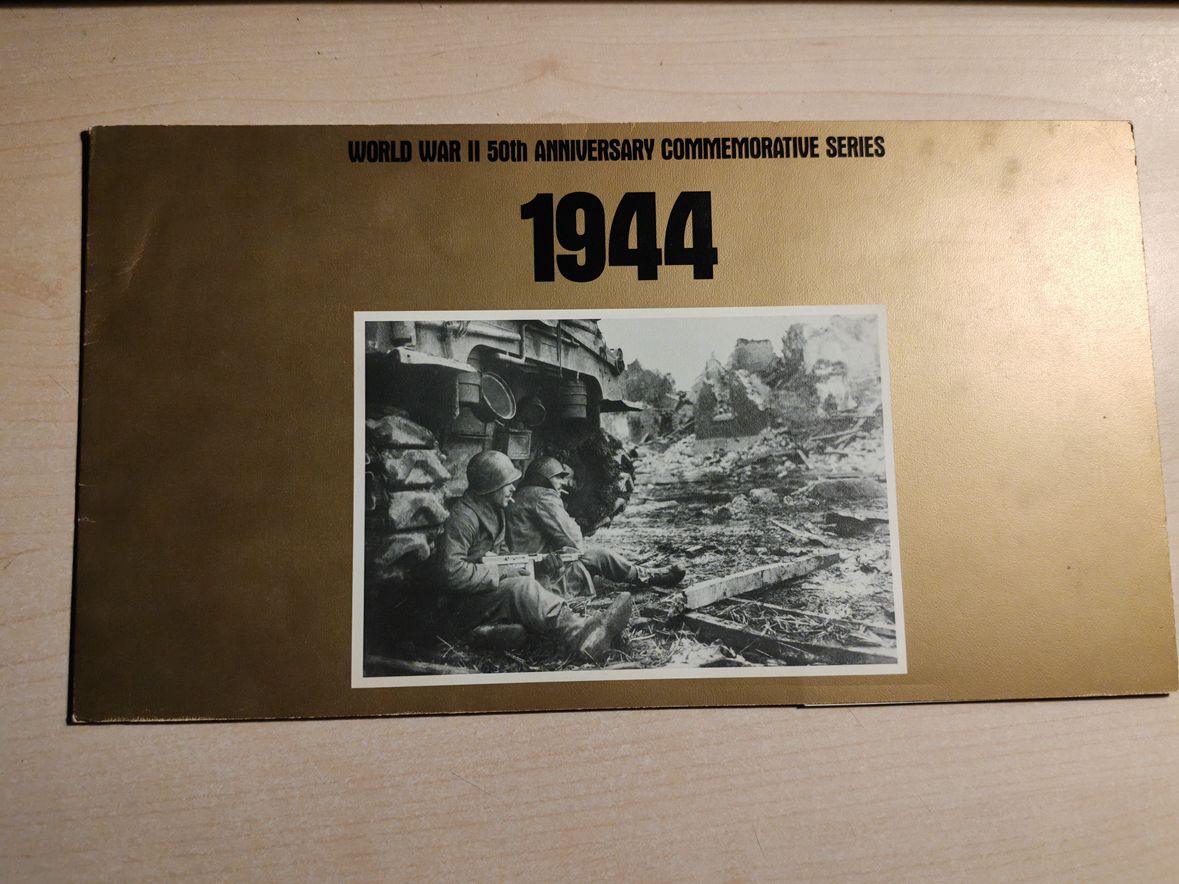 WORLD WAR II 50th ANNIVERSARY COMMEMORATIVE SERIES
1944